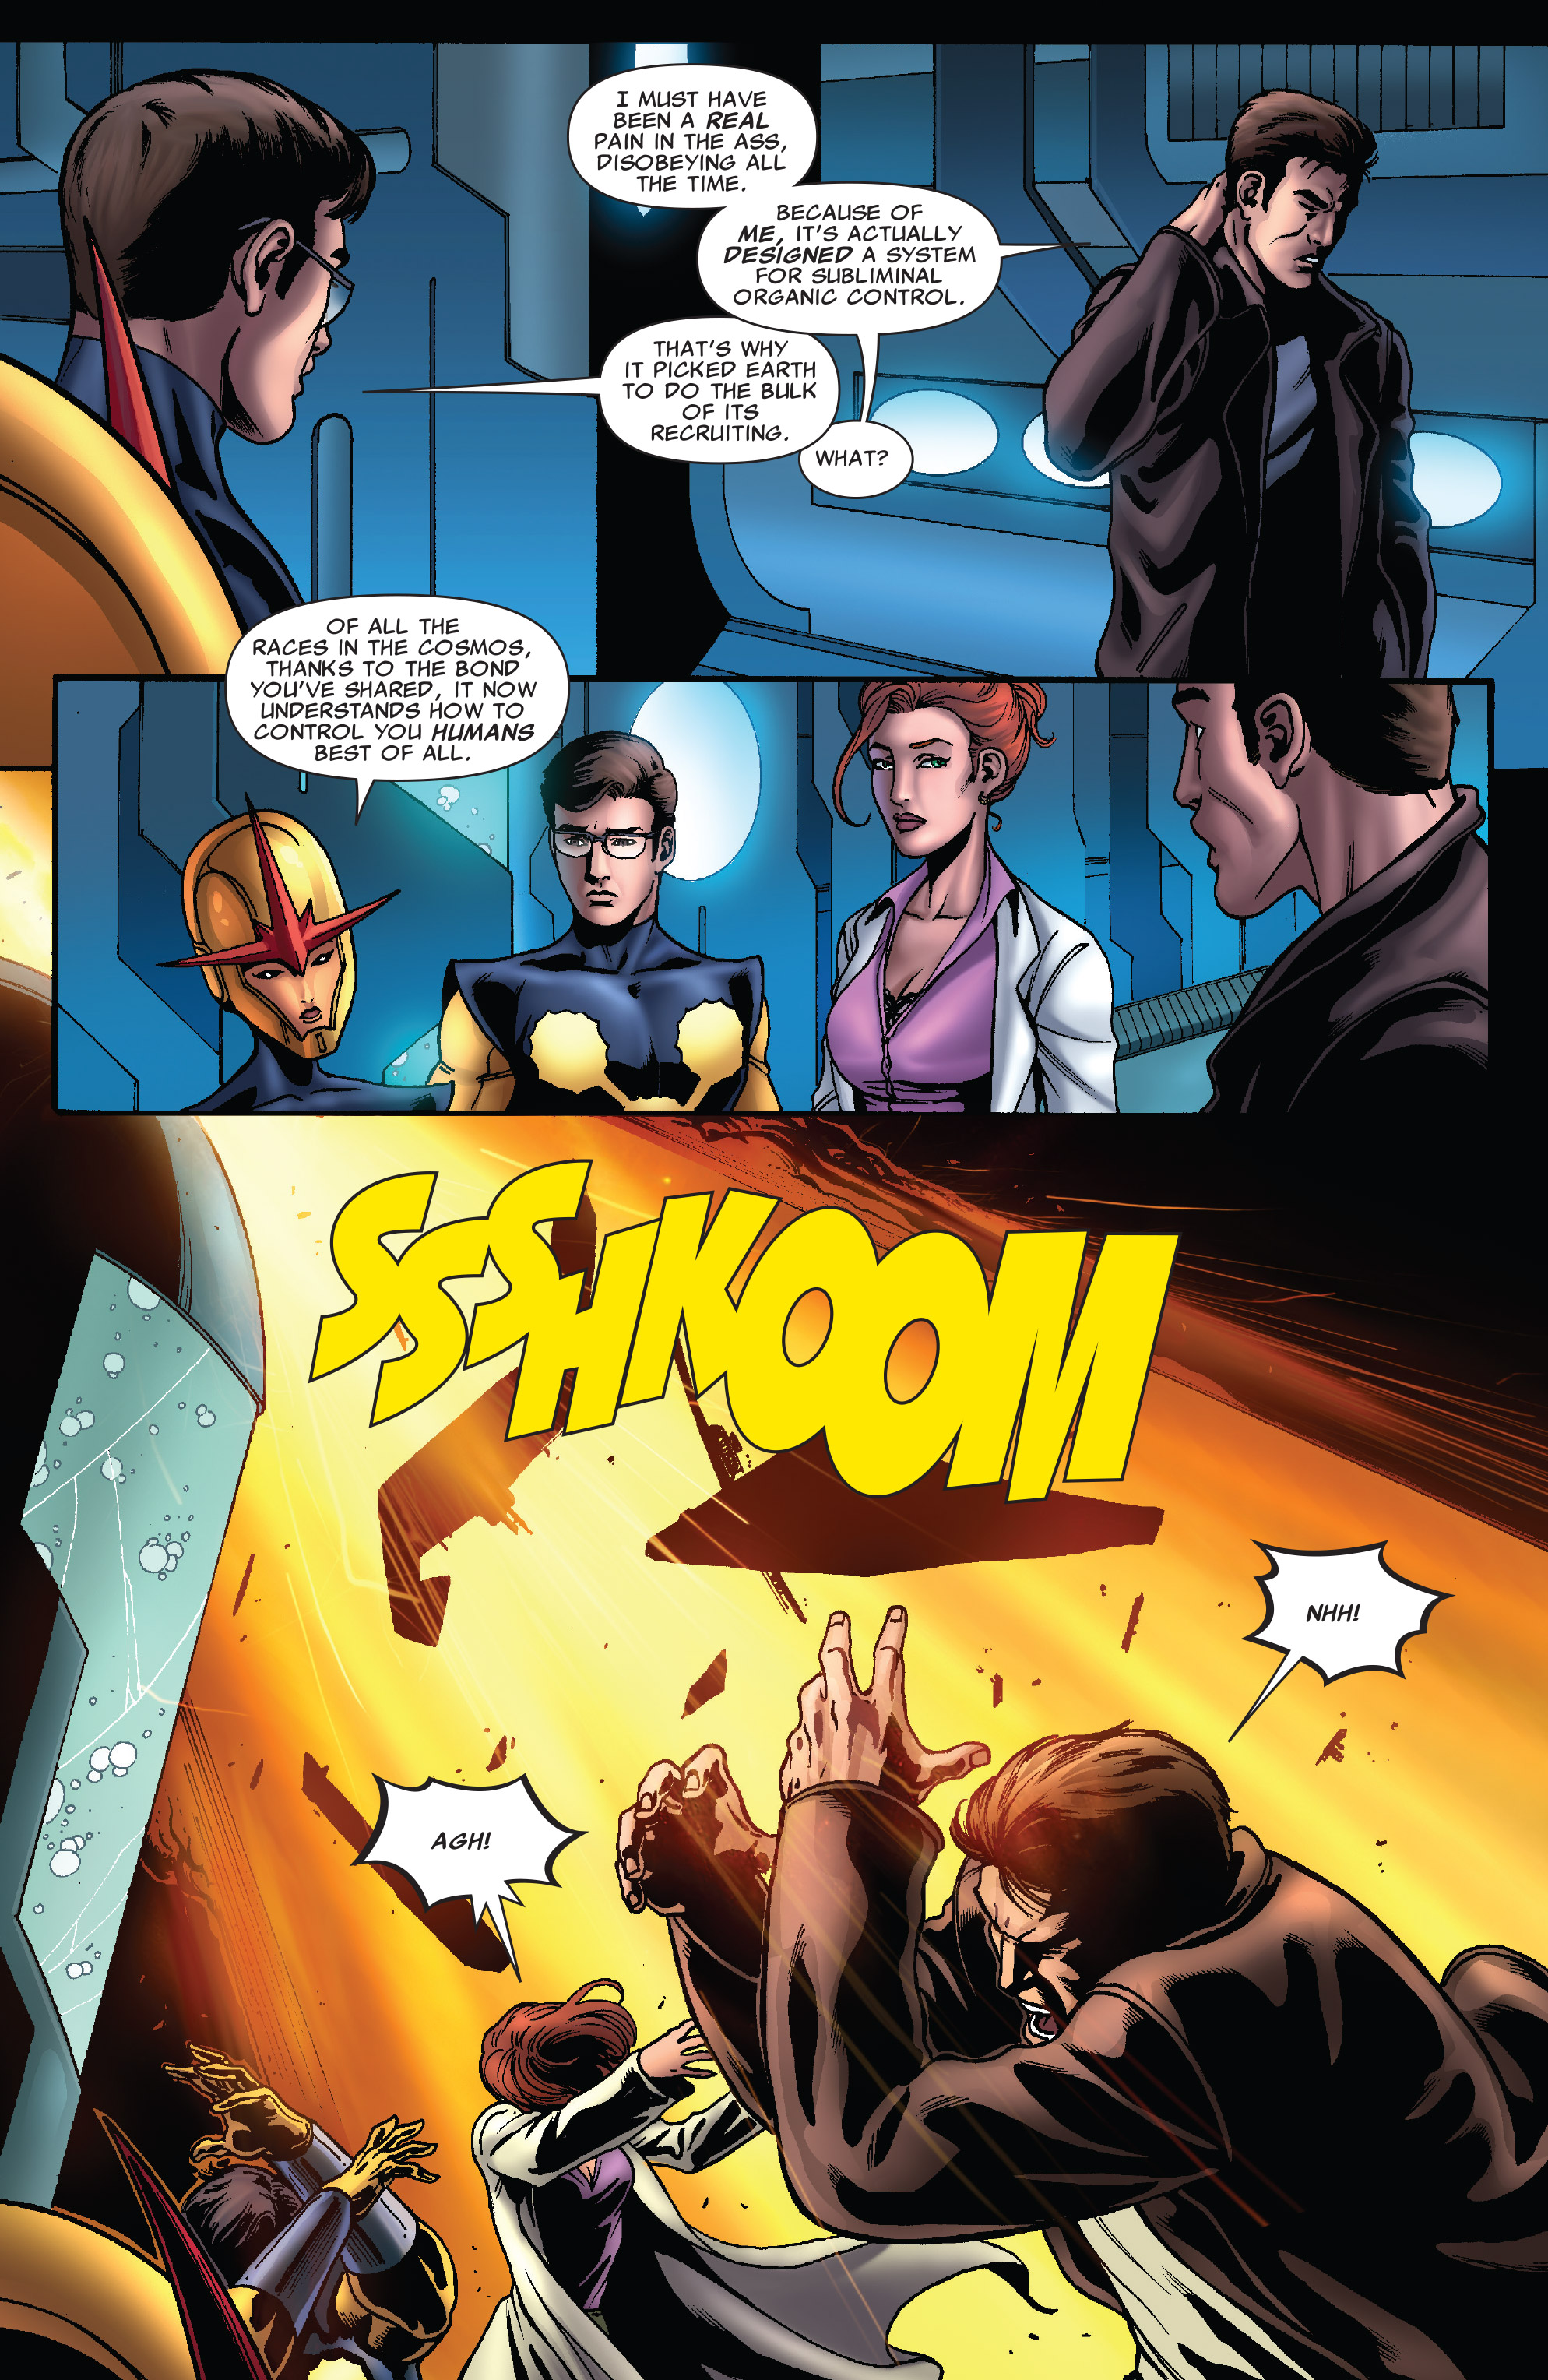 I MUST HAVE
BEEN A REAL
PAIN IN THE ASS,
DISOBEYING ALL
THE TIME.
BECAUSE OF
ME, IT'S ACTUALLY
DESIGNED A SYSTEM
FOR SUBLIMINAL
ORGANIC CONTROL.
THAT'S WHY
IT PICKED EARTH
TO DO THE BULK
OF ITS
RECRUITING.
WHAT?
OF ALL THE
RACES IN THE COSMOS,
THANKS TO THE BOND
YOU'VE SHARED, IT NOW
UNDERSTANDS HOW TO
CONTROL YOU HUMANS
BEST OF ALL.
SSSHKOOM
NHH!
AGH!